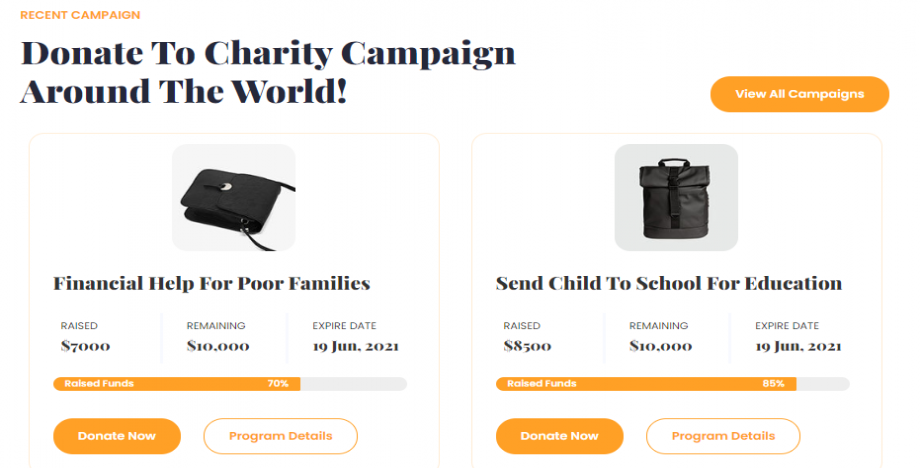 RECENT CAMPAIGN
Donate To Charity Campaign
Around The World!
View All Campaigns
Financial Help For Poor Families
RAISED
$7000
REMAINING
$10,000
EXPIRE DATE
19 Jun, 2021
Raised Funds 70%
Donate Now
Program Details
Send Child To School For Education
RAISED
$8500
REMAINING
$10,000
EXPIRE DATE
19 Jun, 2021
Raised Funds 85%
Donate Now
Program Details